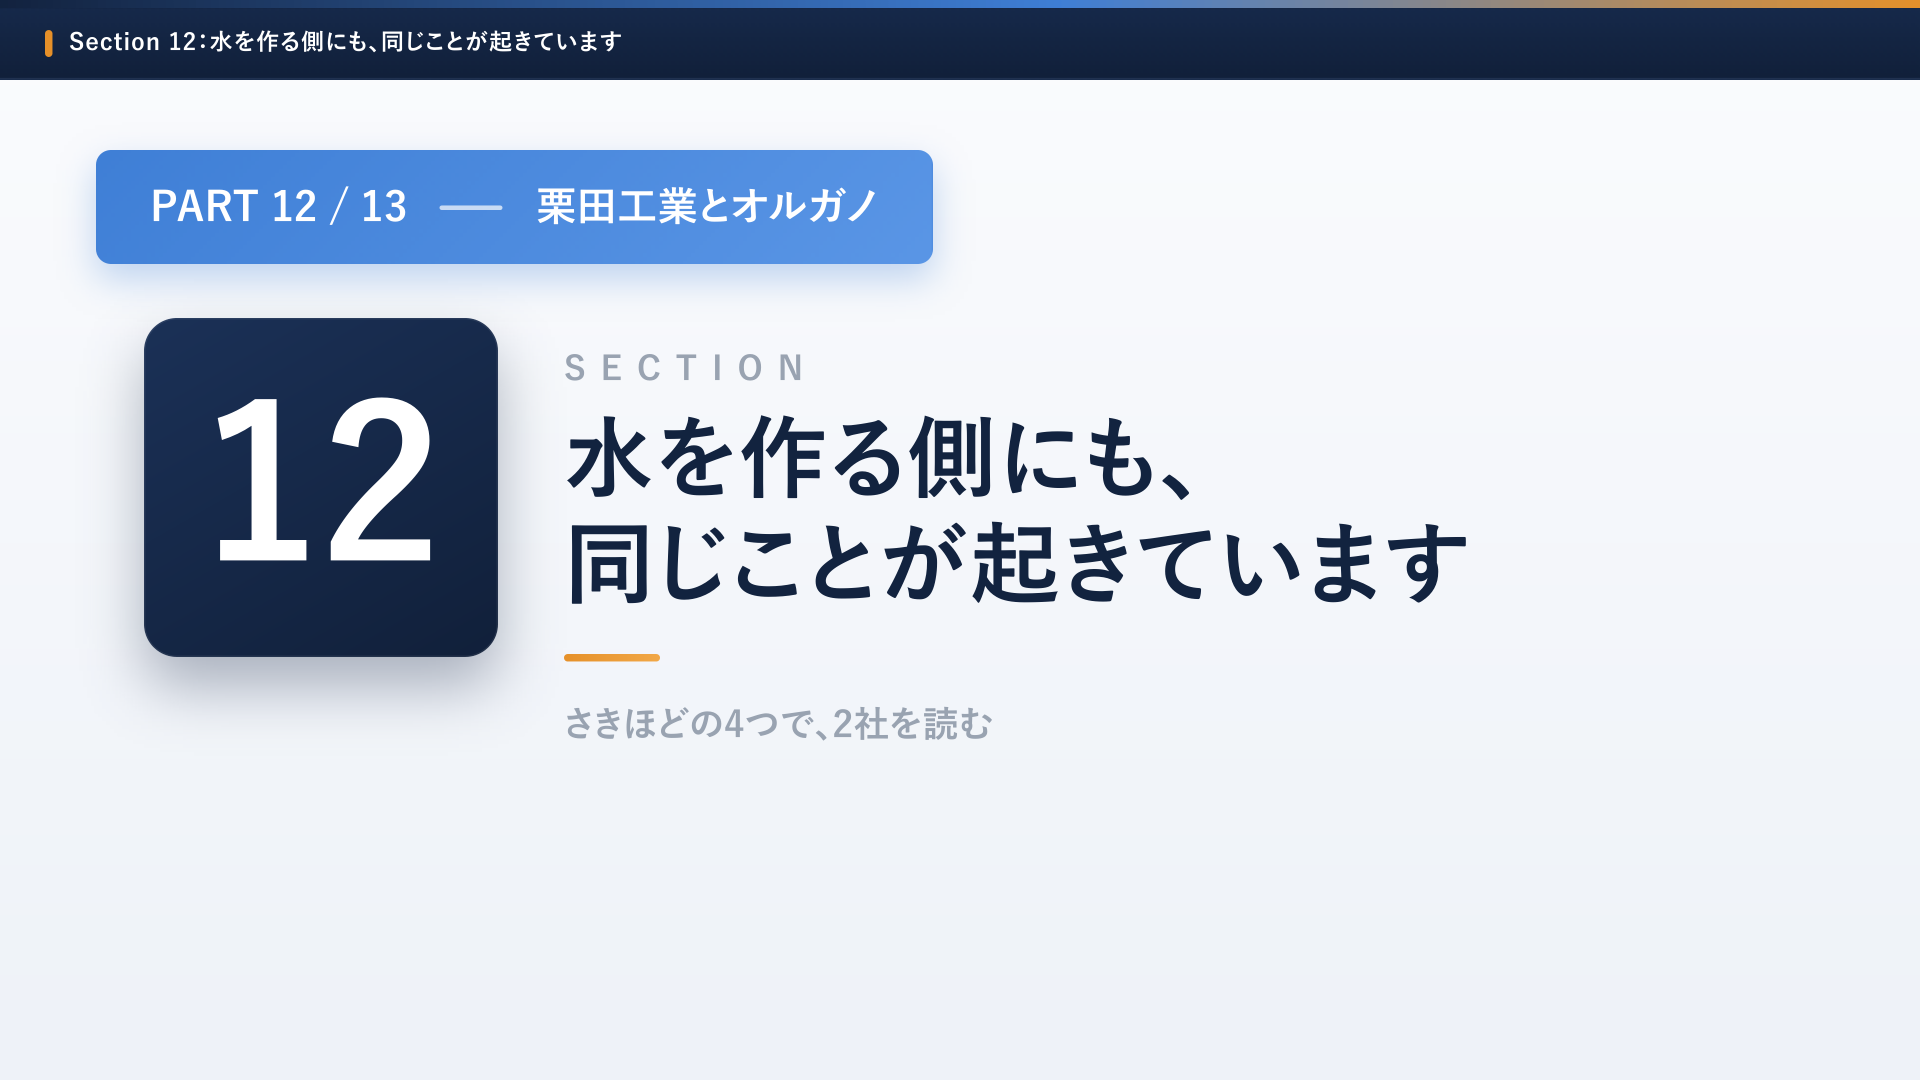 Section 12：水を作る側にも、同じことが起きています
PART 12 / 13 — 栗田工業とオルガノ
12
SECTION
水を作る側にも、
同じことが起きています
さきほどの4つで、2社を読む